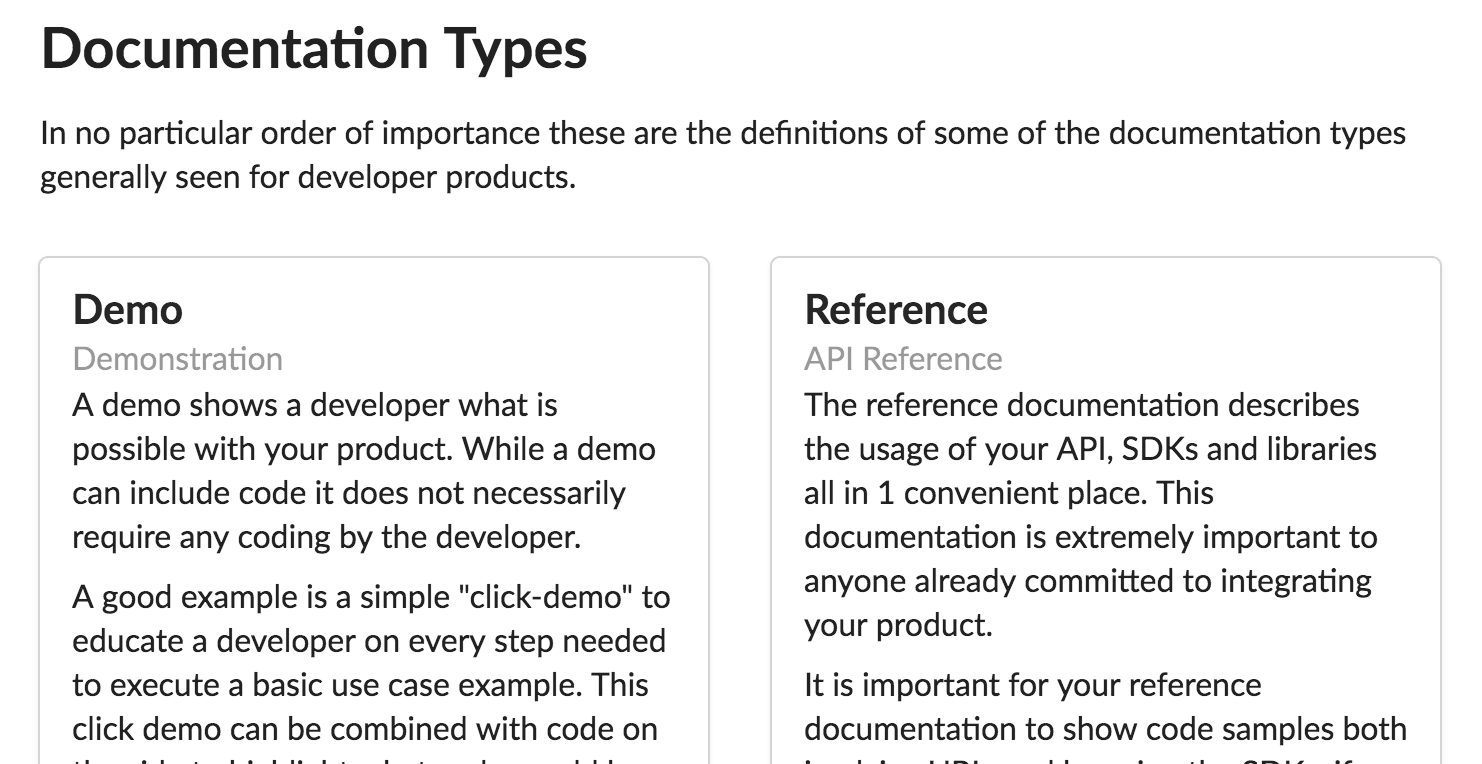 Documentation Types
In no particular order of importance these are the definitions of some of the documentation types
generally seen for developer products.
Demo
Demonstration
A demo shows a developer what is
possible with your product. While a demo
can include code it does not necessarily
require any coding by the developer.
A good example is a simple "click-demo" to
educate a developer on every step needed
to execute a basic use case example. This
click demo can be combined with code on
Reference
API Reference
The reference documentation describes
the usage of your API, SDKs and libraries
all in 1 convenient place. This
documentation is extremely important to
anyone already committed to integrating
your product.
It is important for your reference
documentation to show code samples both